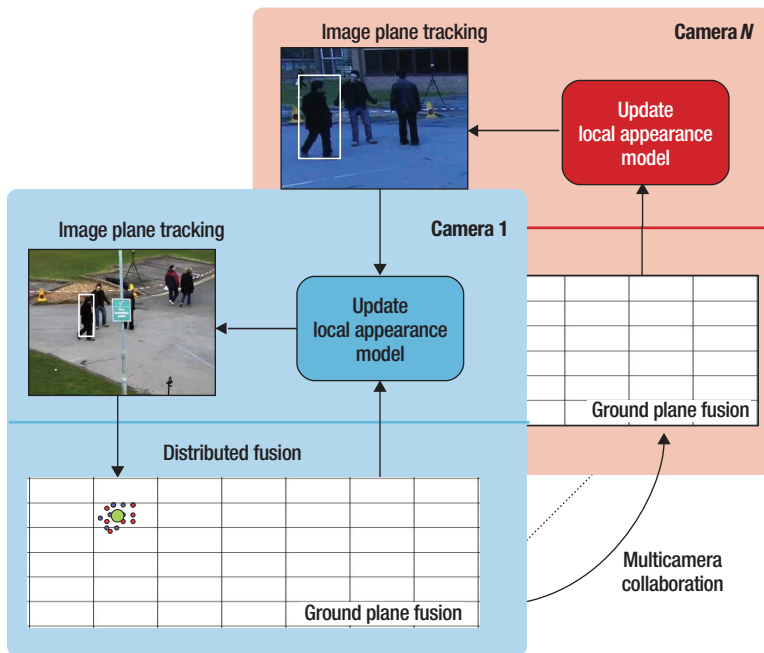 Image plane tracking
Camera N
Update
local appearance
model
Image plane tracking
Camera 1
Update
local appearance
model
Ground plane fusion
Distributed fusion
Ground plane fusion
Multicamera
collaboration